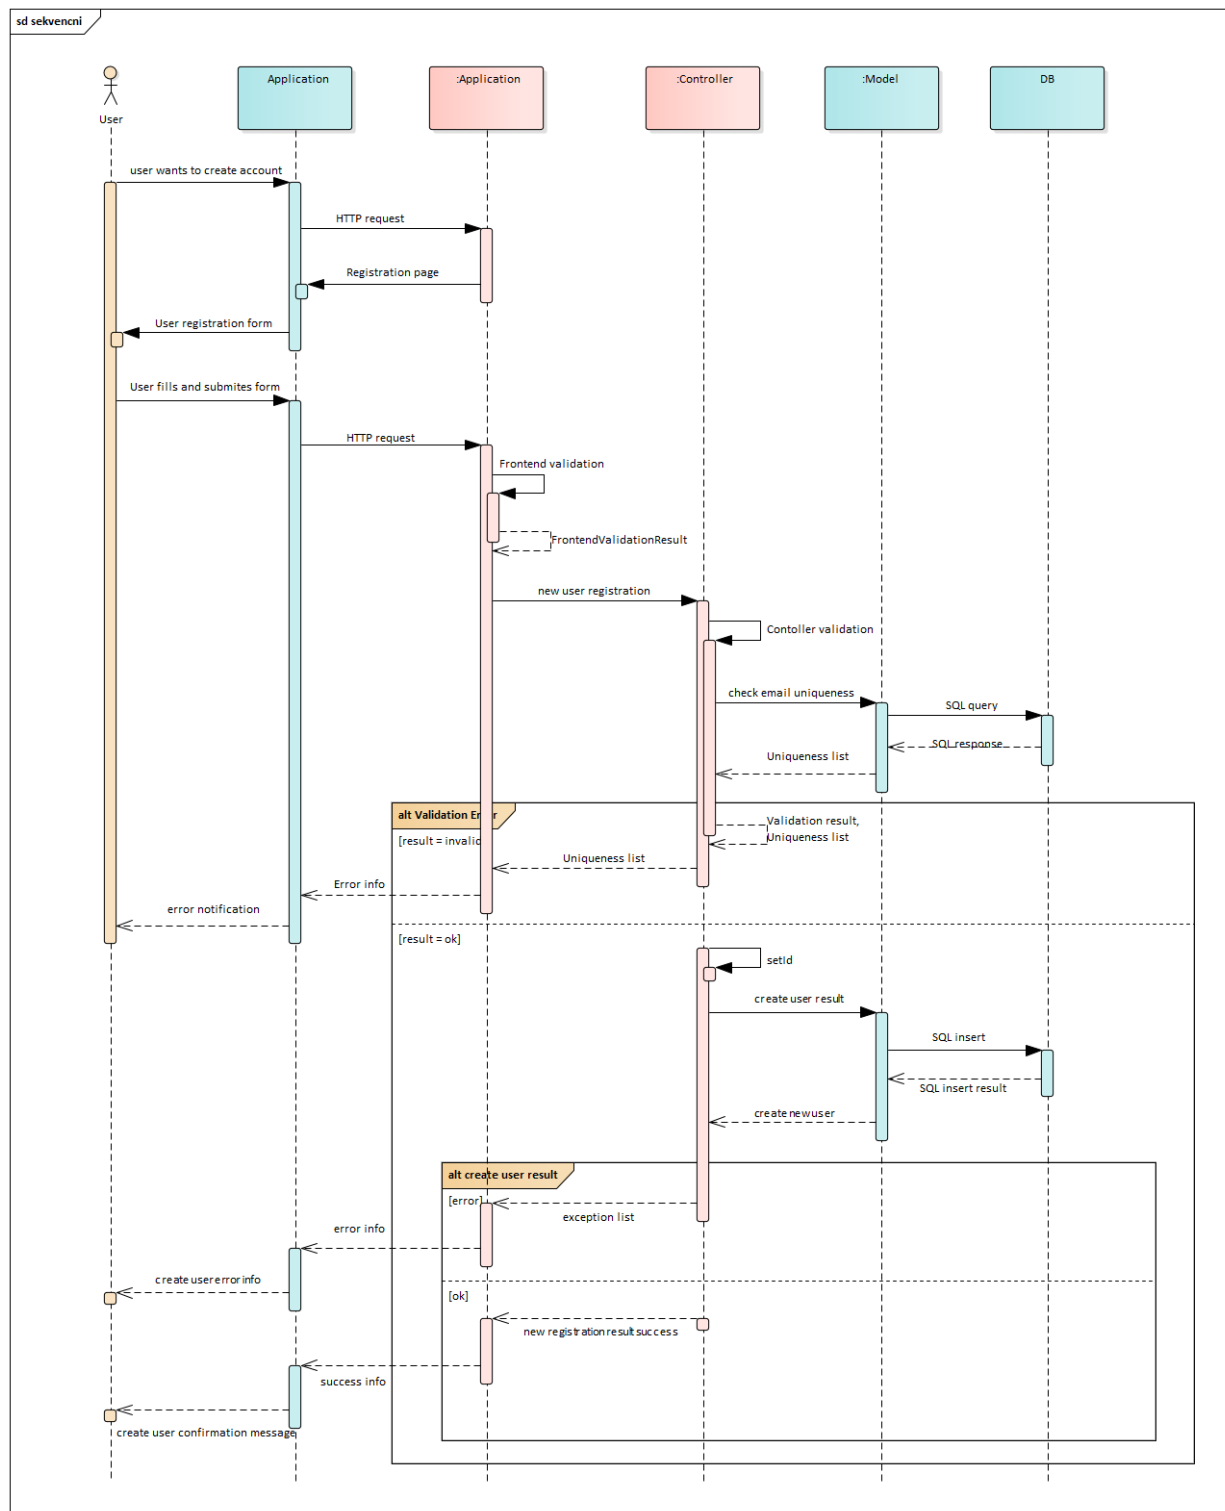 sd sekvencni
User
Application
:Application
:Controller
:Model
DB
user wants to create account
HTTP request
Registration page
User registration form
User fills and submites form
HTTP request
Frontend validation
FrontendValidationResult
new user registration
Contoller validation
check email uniqueness
SQL query
SQL response
Uniqueness list
alt Validation Error
[result = invalid]
Validation result,
Uniqueness list
Uniqueness list
Error info
error notification
[result = ok]
setId
create user result
SQL insert
SQL insert result
create new user
alt create user result
[error]
exception list
error info
create user error info
[ok]
new registration result success
success info
create user confirmation message